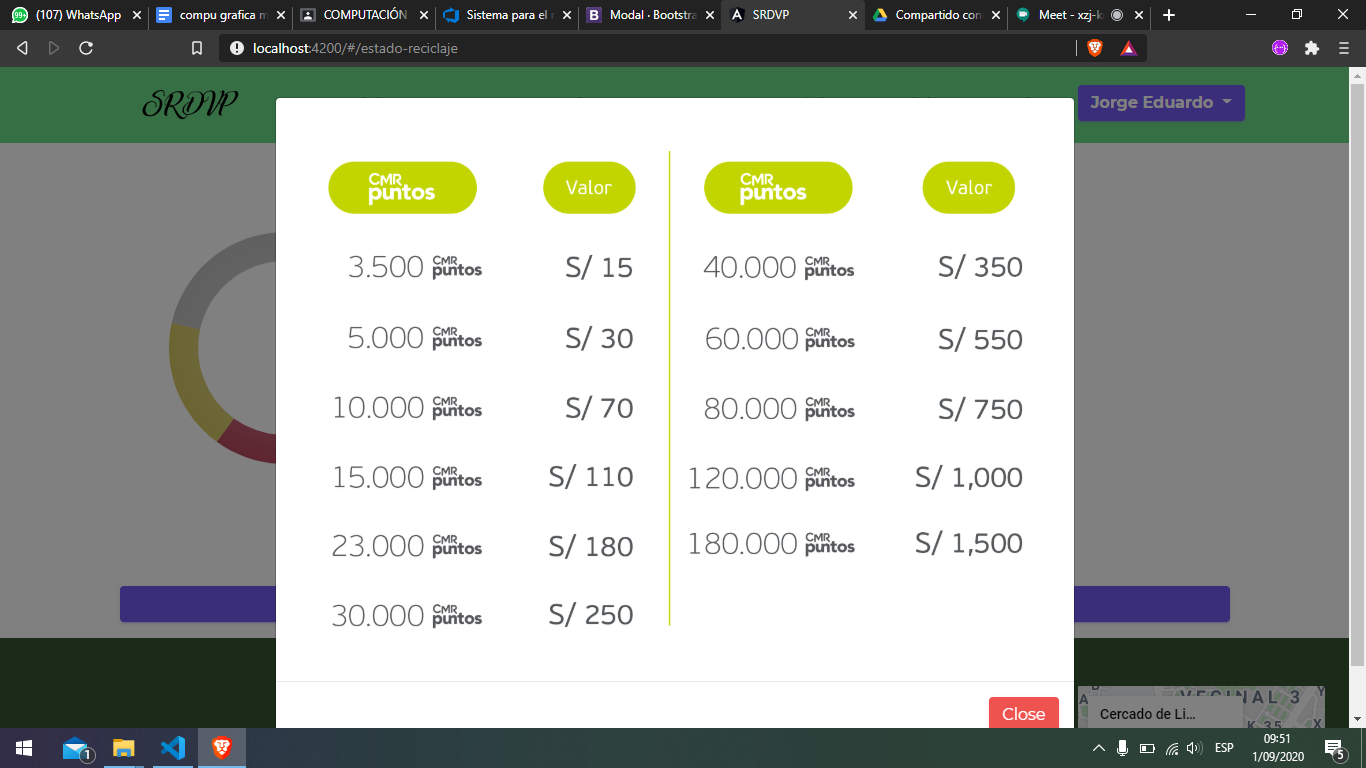 (107) WhatsApp
compu grafica m
COMPUTACIÓN
Sistema para el r
Modal · Bootstra
SRDVP
Compartido con
Meet - xzj-k
localhost:4200/#/estado-reciclaje
SRDVP
Jorge Eduardo
CMR puntos Valor CMR puntos Valor
3.500 CMR puntos S/ 15 40.000 CMR puntos S/ 350
5.000 CMR puntos S/ 30 60.000 CMR puntos S/ 550
10.000 CMR puntos S/ 70 80.000 CMR puntos S/ 750
15.000 CMR puntos S/ 110 120.000 CMR puntos S/ 1,000
23.000 CMR puntos S/ 180 180.000 CMR puntos S/ 1,500
30.000 CMR puntos S/ 250
Close
VECINAL 3
Cercado de Li...
K 35
1
ESP
09:51
1/09/2020
5